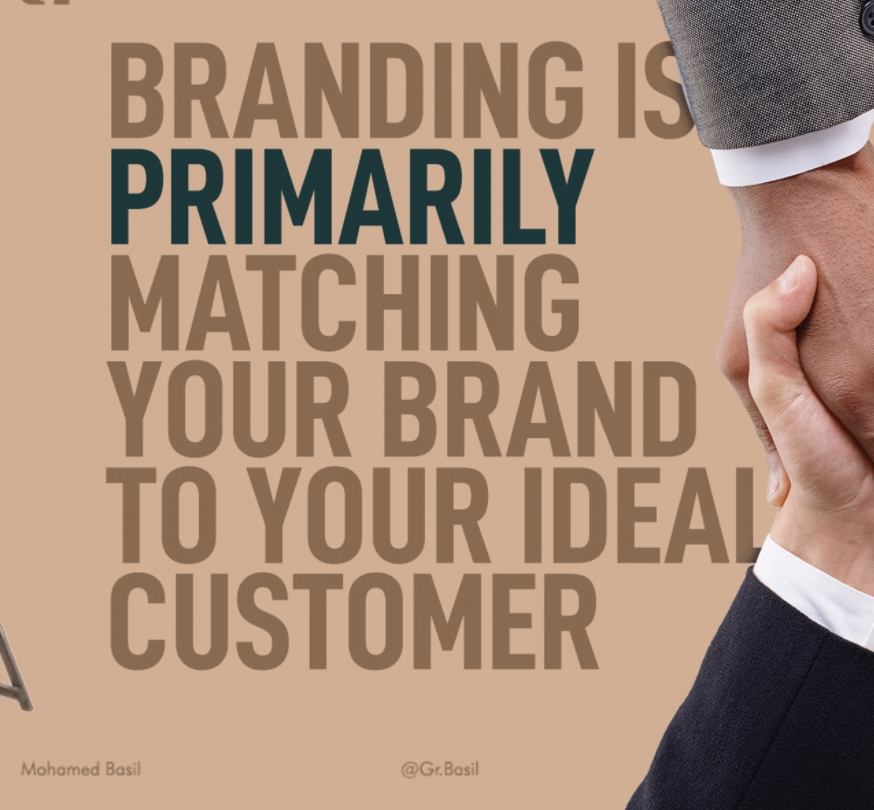 BRANDING IS
PRIMARILY
MATCHING
YOUR BRAND
TO YOUR IDEAL
CUSTOMER
Mohamed Basil
@Gr.Basil